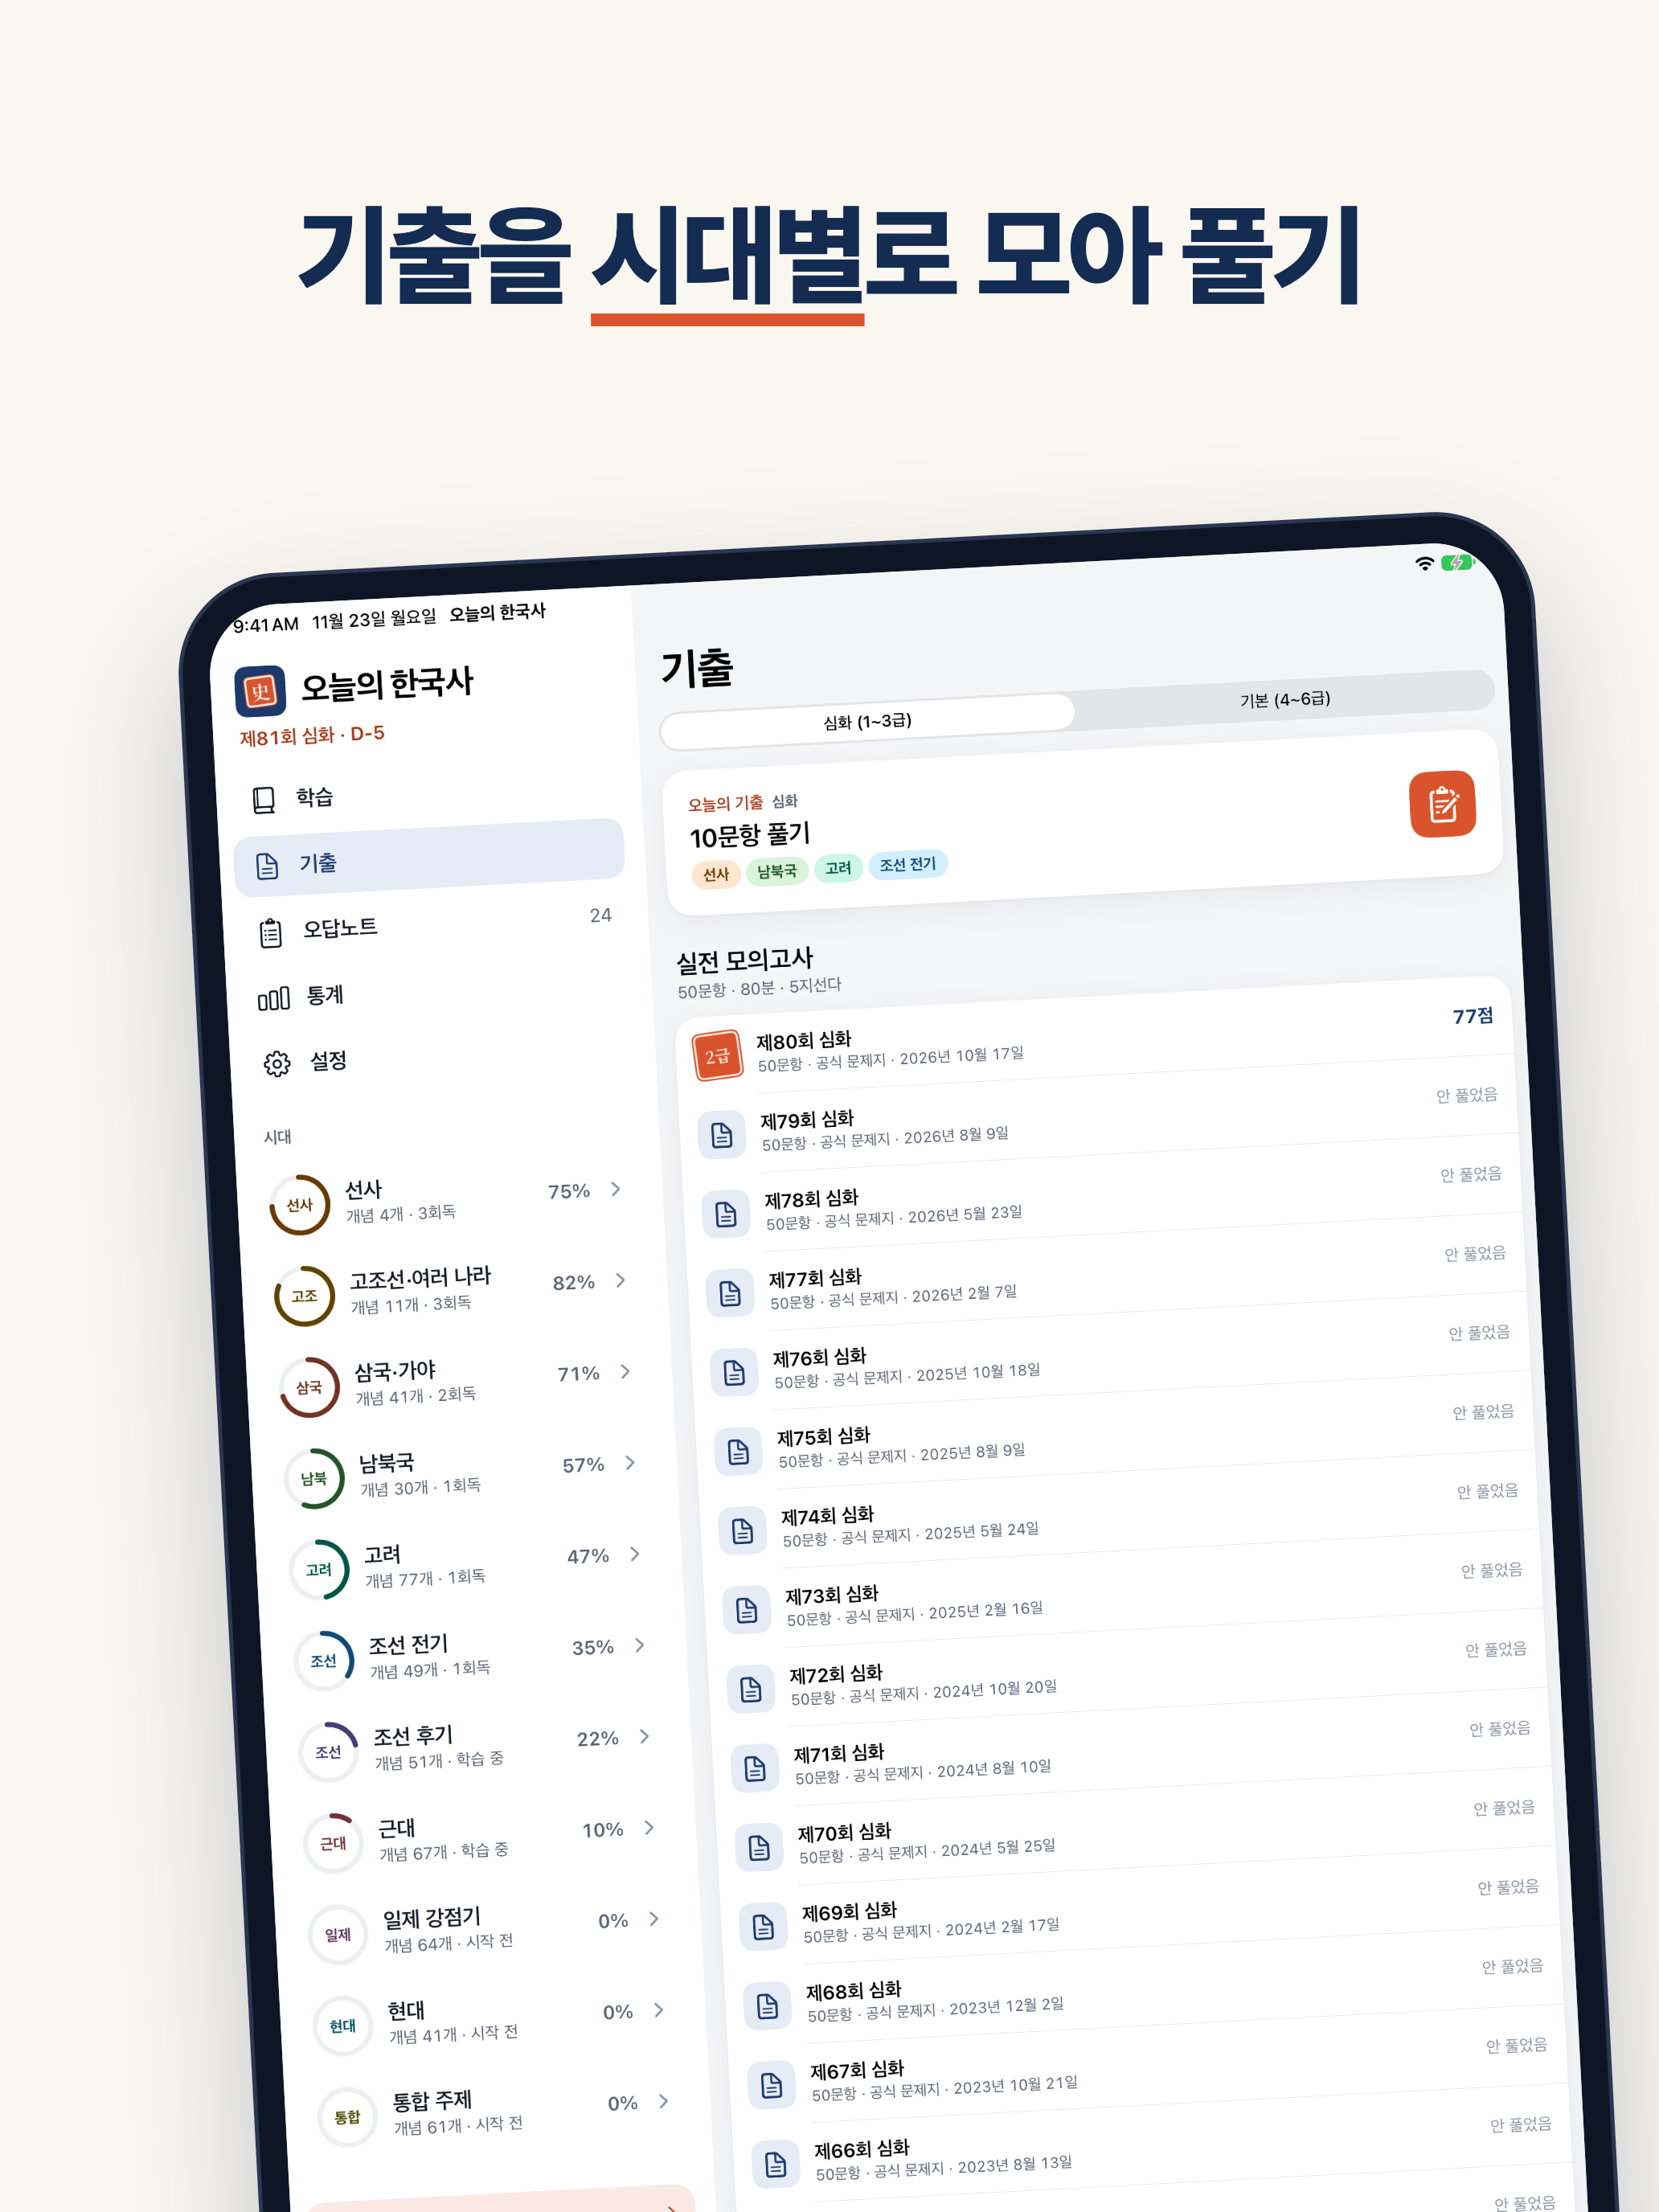 기출을 시대별로 모아 풀기
9:41 AM 11월 23일 월요일 오늘의 한국사
史 오늘의 한국사
제81회 심화 · D-5
학습
기출
오답노트 24
통계
설정
시대
선사 선사 75%
개념 4개 · 3회독
고조 고조선·여러 나라 82%
개념 11개 · 3회독
삼국 삼국·가야 71%
개념 41개 · 2회독
남북 남북국 57%
개념 30개 · 1회독
고려 고려 47%
개념 77개 · 1회독
조선 조선 전기 35%
개념 49개 · 1회독
조선 조선 후기 22%
개념 51개 · 학습 중
근대 근대 10%
개념 67개 · 학습 중
일제 일제 강점기 0%
개념 64개 · 시작 전
현대 현대 0%
개념 41개 · 시작 전
통합 통합 주제 0%
개념 61개 · 시작 전
기출
심화 (1~3급) 기본 (4~6급)
오늘의 기출 심화
10문항 풀기
선사 남북국 고려 조선 전기
실전 모의고사
50문항 · 80분 · 5지선다
2급 제80회 심화 77점
50문항 · 공식 문제지 · 2026년 10월 17일
제79회 심화 안 풀었음
50문항 · 공식 문제지 · 2026년 8월 9일
제78회 심화 안 풀었음
50문항 · 공식 문제지 · 2026년 5월 23일
제77회 심화 안 풀었음
50문항 · 공식 문제지 · 2026년 2월 7일
제76회 심화 안 풀었음
50문항 · 공식 문제지 · 2025년 10월 18일
제75회 심화 안 풀었음
50문항 · 공식 문제지 · 2025년 8월 9일
제74회 심화 안 풀었음
50문항 · 공식 문제지 · 2025년 5월 24일
제73회 심화 안 풀었음
50문항 · 공식 문제지 · 2025년 2월 16일
제72회 심화 안 풀었음
50문항 · 공식 문제지 · 2024년 10월 20일
제71회 심화 안 풀었음
50문항 · 공식 문제지 · 2024년 8월 10일
제70회 심화 안 풀었음
50문항 · 공식 문제지 · 2024년 5월 25일
제69회 심화 안 풀었음
50문항 · 공식 문제지 · 2024년 2월 17일
제68회 심화 안 풀었음
50문항 · 공식 문제지 · 2023년 12월 2일
제67회 심화 안 풀었음
50문항 · 공식 문제지 · 2023년 10월 21일
제66회 심화 안 풀었음
50문항 · 공식 문제지 · 2023년 8월 13일
안 풀었음